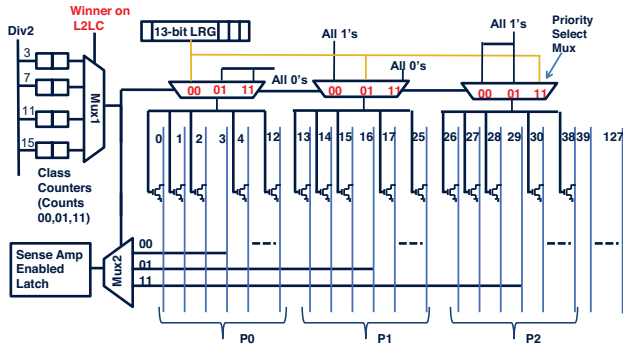 Div2
Winner on
L2LC
13-bit LRG
All 1's
All 1's
Priority
Select
Mux
3
7
11
15
Mux1
All 0's
All 0's
00 01 11
00 01 11
00 01 11
Class
Counters
(Counts
00,01,11)
0 1 2 3 4 12 13 14 15 16 17 25 26 27 28 29 30 38 39 127
Sense Amp
Enabled
Latch
Mux2
00
01
11
P0 P1 P2